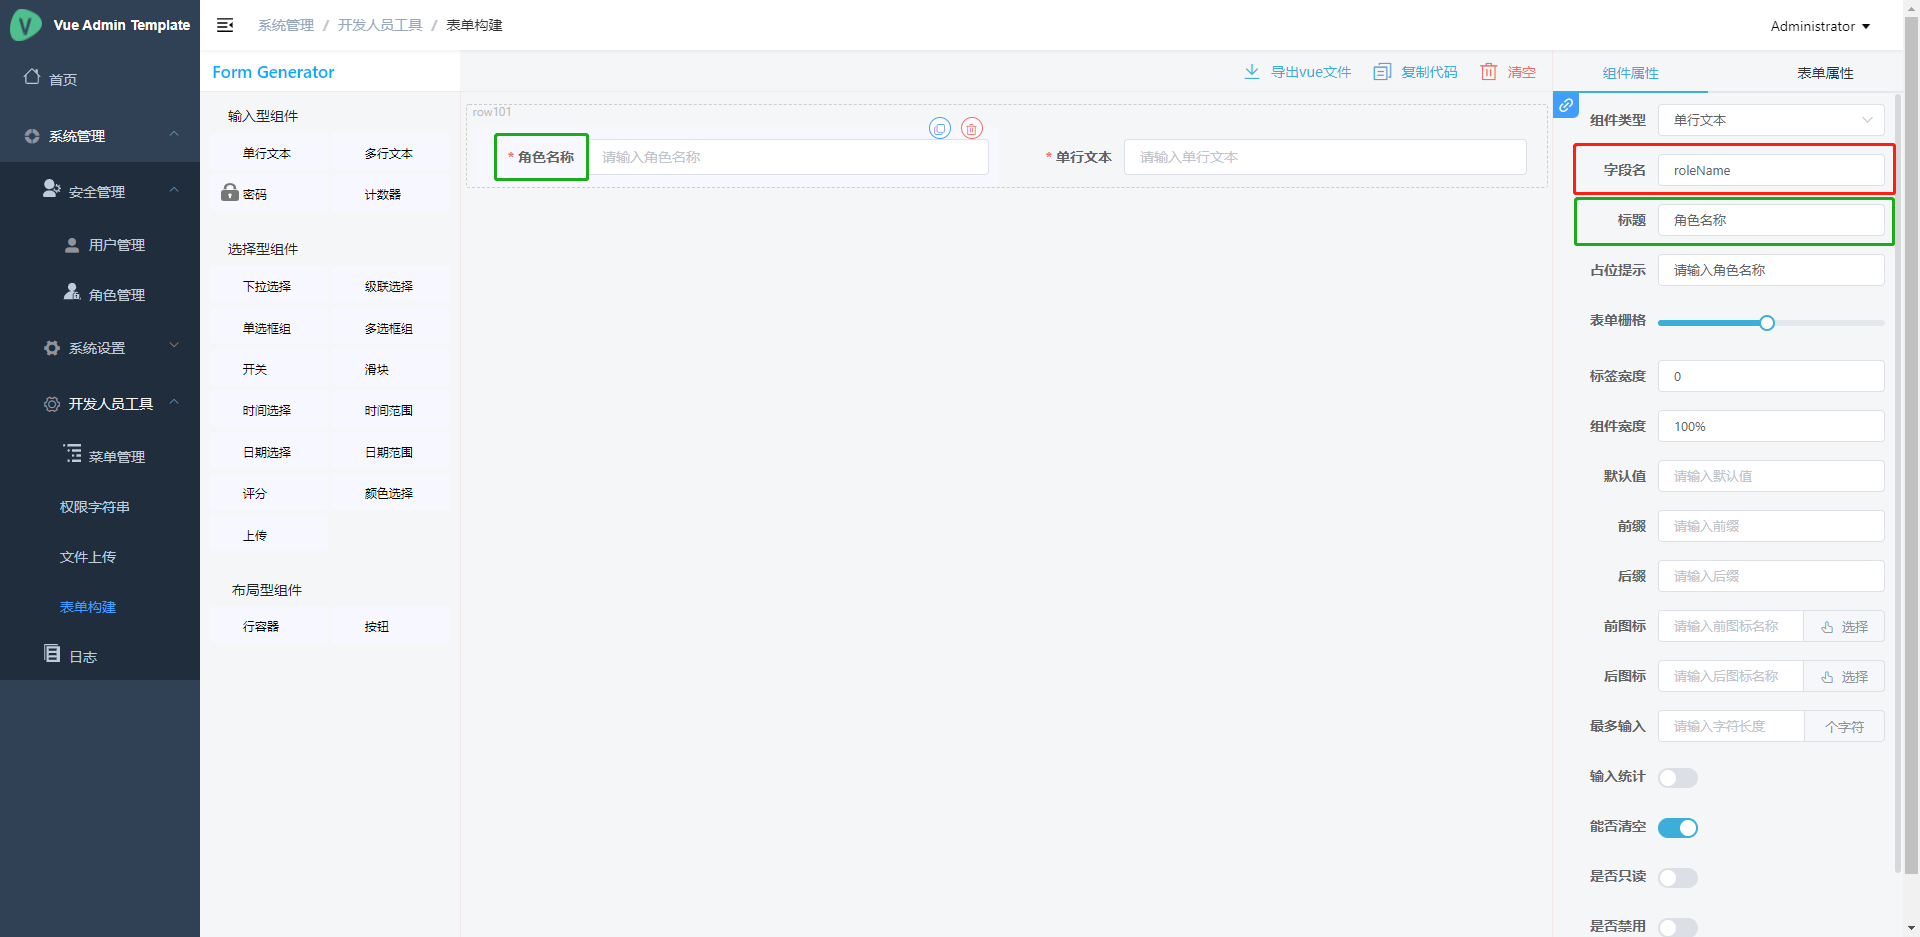 Vue Admin Template
首页
系统管理
安全管理
用户管理
角色管理
系统设置
开发人员工具
菜单管理
权限字符串
文件上传
表单构建
日志
系统管理 / 开发人员工具 / 表单构建
Administrator
Form Generator
输入型组件
单行文本 多行文本
密码 计数器
选择型组件
下拉选择 级联选择
单选框组 多选框组
开关 滑块
时间选择 时间范围
日期选择 日期范围
评分 颜色选择
上传
布局型组件
行容器 按钮
导出vue文件 复制代码 清空
row101
* 角色名称 请输入角色名称 * 单行文本 请输入单行文本
组件属性 表单属性
组件类型 单行文本
字段名 roleName
标题 角色名称
占位提示 请输入角色名称
表单栅格
标签宽度 0
组件宽度 100%
默认值 请输入默认值
前缀 请输入前缀
后缀 请输入后缀
前图标 请输入前图标名称 选择
后图标 请输入后图标名称 选择
最多输入 请输入字符长度 个字符
输入统计
能否清空
是否只读
是否禁用